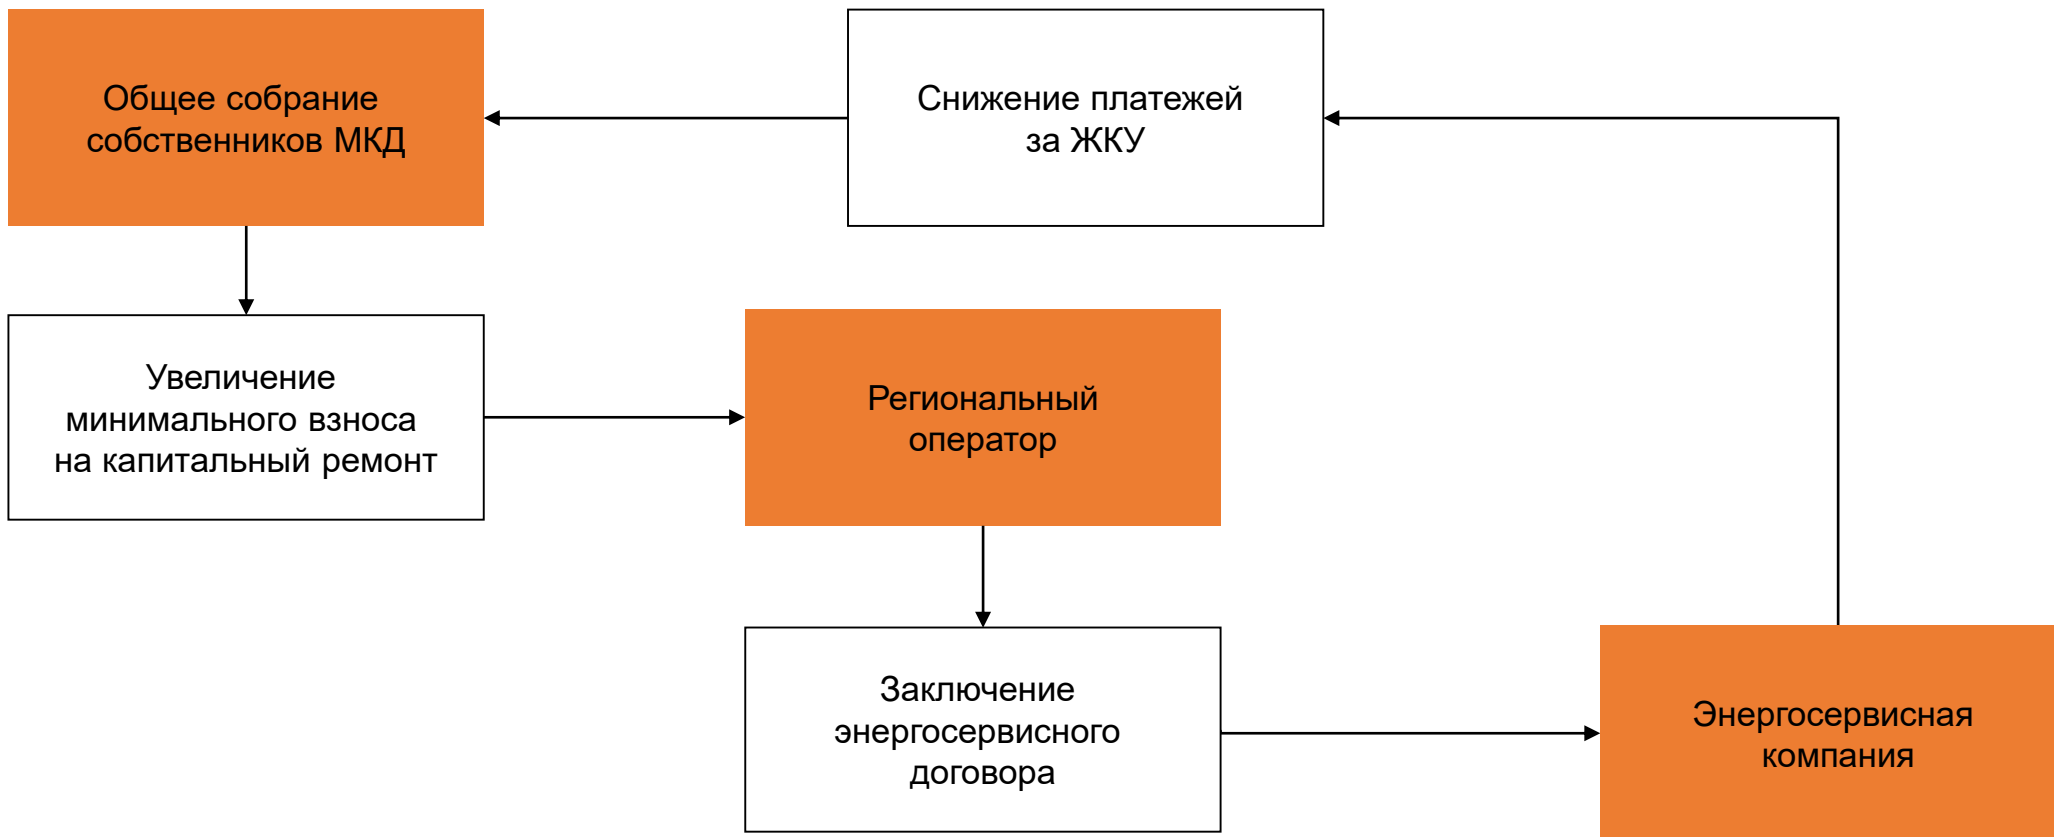 Общее собрание
собственников МКД
Снижение платежей
за ЖКУ
Увеличение
минимального взноса
на капитальный ремонт
Региональный
оператор
Заключение
энергосервисного
договора
Энергосервисная
компания